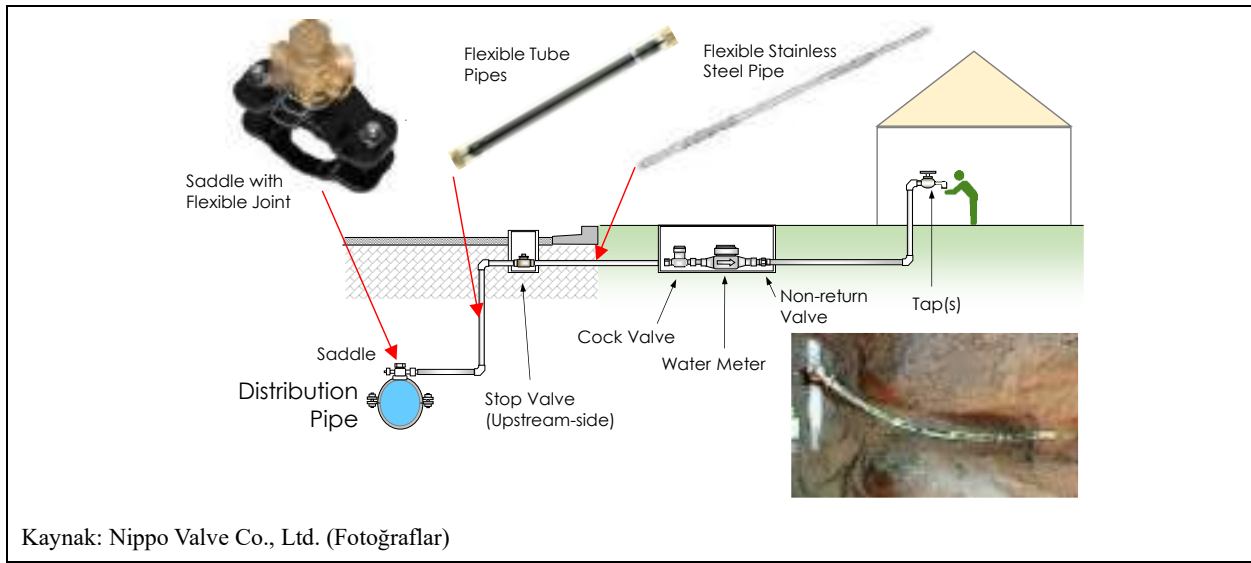 Flexible Tube
Pipes
Flexible Stainless
Steel Pipe
Saddle with
Flexible Joint
Saddle
Distribution
Pipe
Stop Valve
(Upstream-side)
Cock Valve
Water Meter
Non-return
Valve
Tap(s)
Kaynak: Nippo Valve Co., Ltd. (Fotoğraflar)